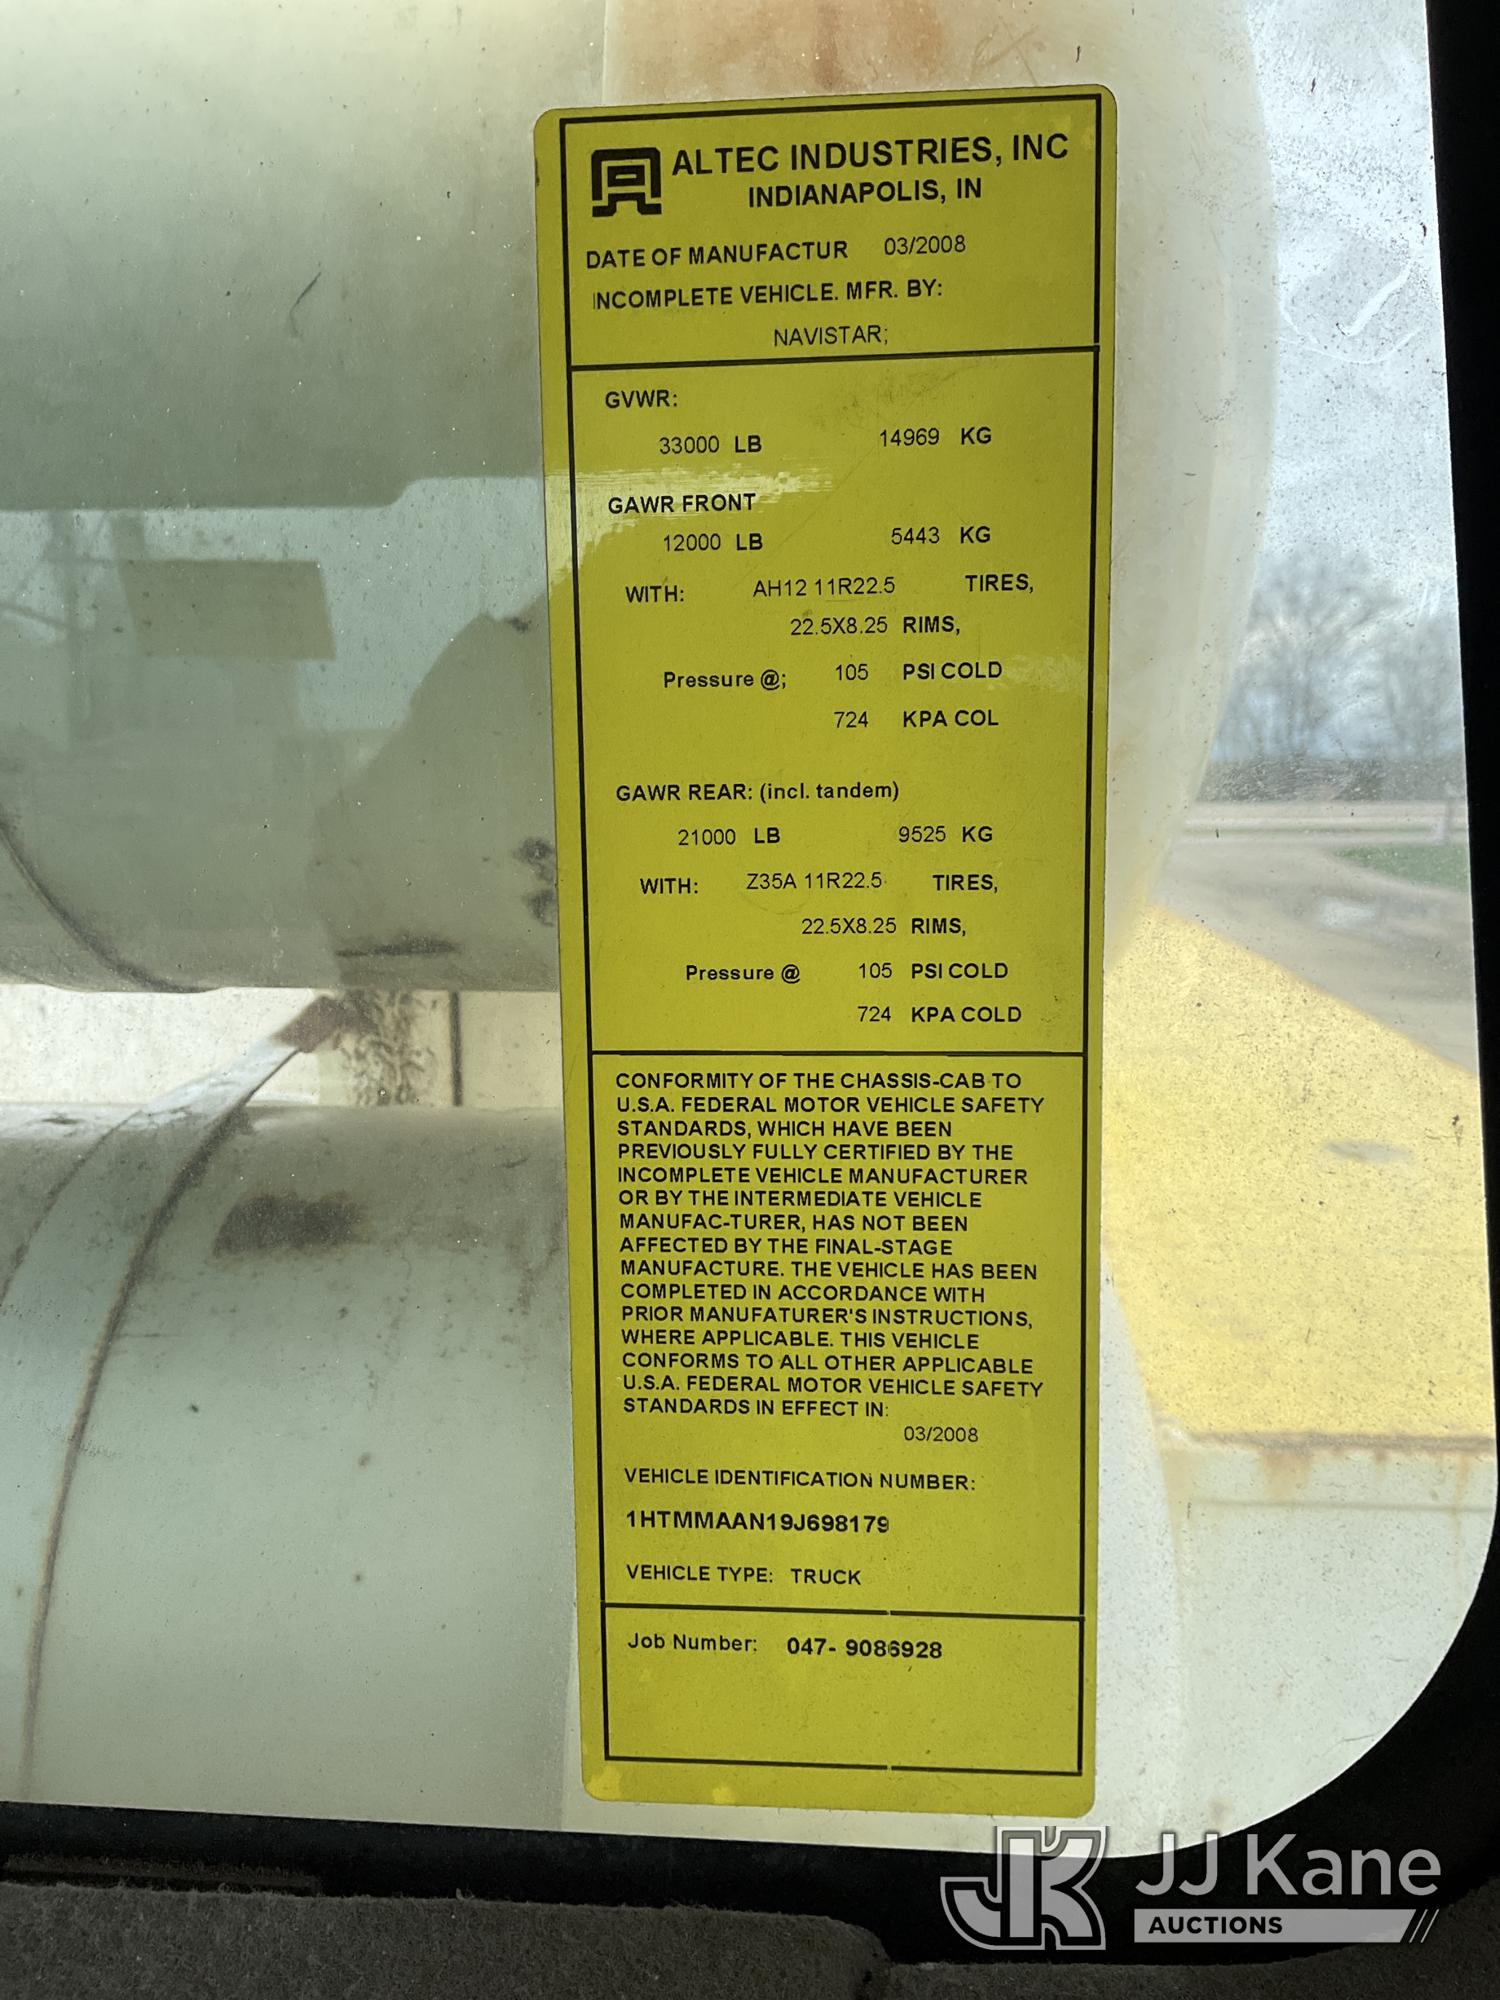 ALTEC INDUSTRIES, INC
INDIANAPOLIS, IN
DATE OF MANUFACTUR 03/2008
INCOMPLETE VEHICLE. MFR. BY:
NAVISTAR;
GVWR:
33000 LB 14969 KG
GAWR FRONT
12000 LB 5443 KG
WITH: AH12 11R22.5 TIRES,
22.5X8.25 RIMS,
Pressure @; 105 PSI COLD
724 KPA COL
GAWR REAR: (incl. tandem)
21000 LB 9525 KG
WITH: Z35A 11R22.5 TIRES,
22.5X8.25 RIMS,
Pressure @ 105 PSI COLD
724 KPA COLD
CONFORMITY OF THE CHASSIS-CAB TO
U.S.A. FEDERAL MOTOR VEHICLE SAFETY
STANDARDS, WHICH HAVE BEEN
PREVIOUSLY FULLY CERTIFIED BY THE
INCOMPLETE VEHICLE MANUFACTURER
OR BY THE INTERMEDIATE VEHICLE
MANUFAC-TURER, HAS NOT BEEN
AFFECTED BY THE FINAL-STAGE
MANUFACTURE. THE VEHICLE HAS BEEN
COMPLETED IN ACCORDANCE WITH
PRIOR MANUFATURER'S INSTRUCTIONS,
WHERE APPLICABLE. THIS VEHICLE
CONFORMS TO ALL OTHER APPLICABLE
U.S.A. FEDERAL MOTOR VEHICLE SAFETY
STANDARDS IN EFFECT IN:
03/2008
VEHICLE IDENTIFICATION NUMBER:
1HTMMAAN19J698179
VEHICLE TYPE: TRUCK
Job Number: 047- 9086928
JK JJ Kane
AUCTIONS